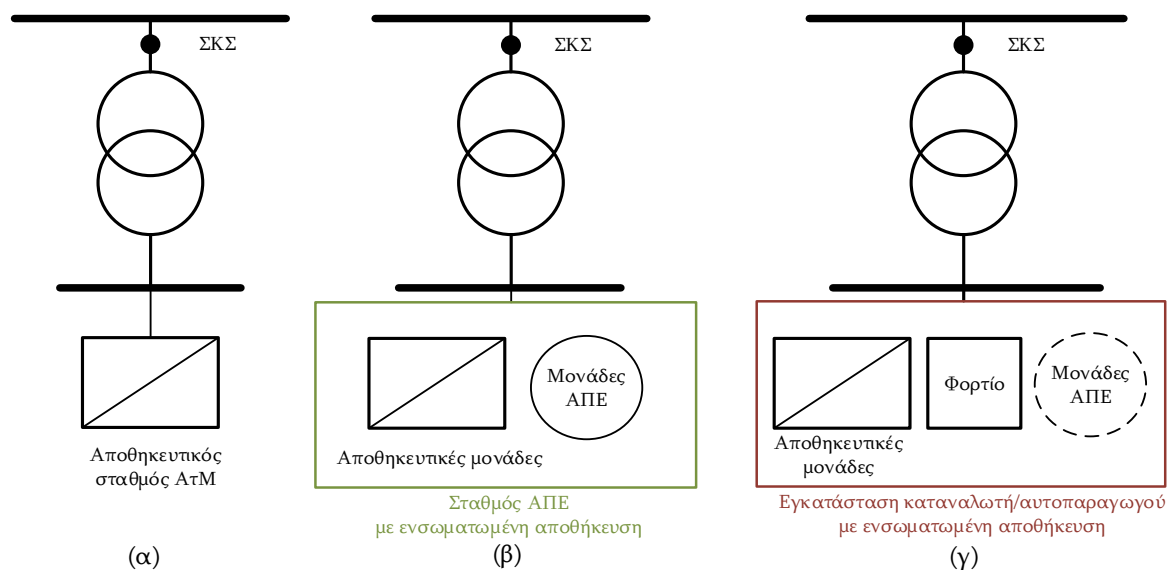 ΣΚΣ
Αποθηκευτικός
σταθμός ΑτΜ
(α)
ΣΚΣ
Μονάδες
ΑΠΕ
Αποθηκευτικές μονάδες
Σταθμός ΑΠΕ
με ενσωματωμένη αποθήκευση
(β)
ΣΚΣ
Φορτίο
Μονάδες
ΑΠΕ
Αποθηκευτικές
μονάδες
Εγκατάσταση καταναλωτή/αυτοπαραγωγού
με ενσωματωμένη αποθήκευση
(γ)